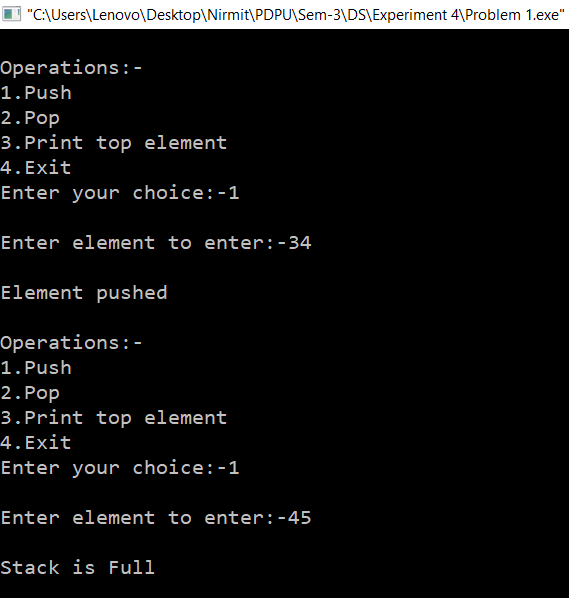 "C:\Users\Lenovo\Desktop\Nirmit\PDPU\Sem-3\DS\Experiment 4\Problem 1.exe"
Operations:-
1.Push
2.Pop
3.Print top element
4.Exit
Enter your choice:-1
Enter element to enter:-34
Element pushed
Operations:-
1.Push
2.Pop
3.Print top element
4.Exit
Enter your choice:-1
Enter element to enter:-45
Stack is Full